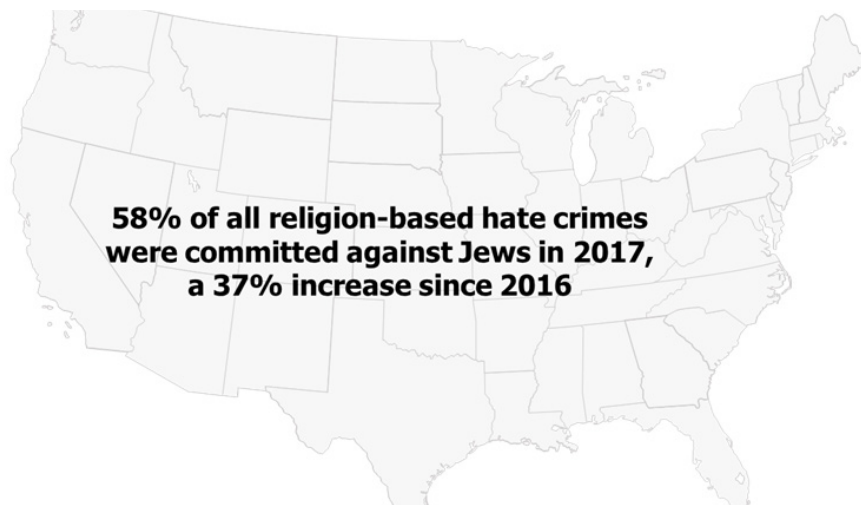 58% of all religion-based hate crimes
were committed against Jews in 2017,
a 37% increase since 2016